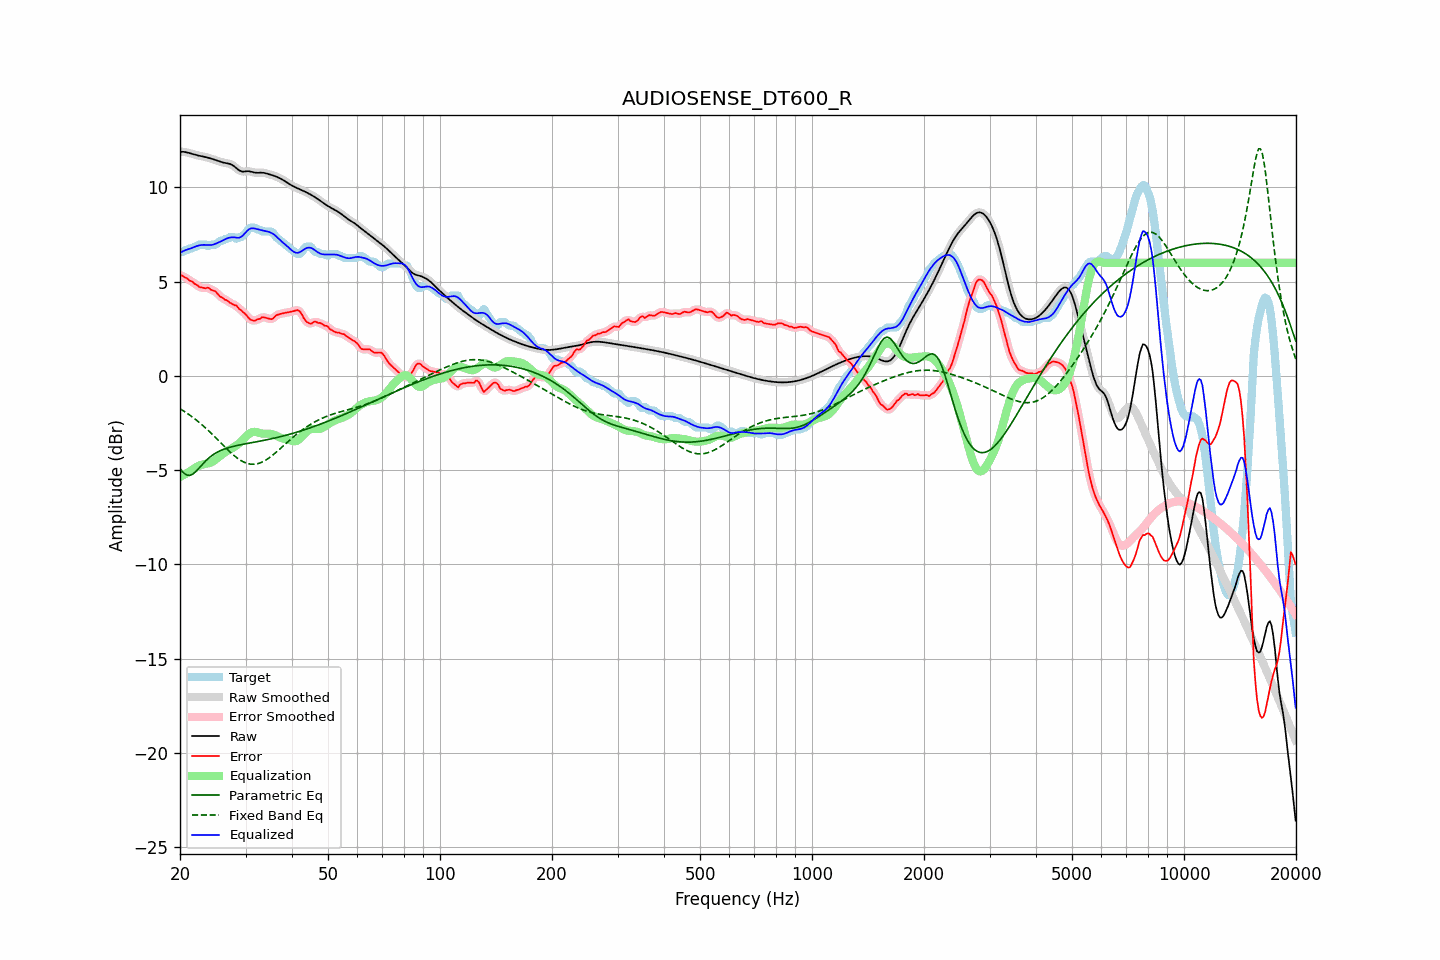 AUDIOSENSE_DT600_R
Amplitude (dBr)
10
5
0
−5
−10
−15
−20
−25
Target
Raw Smoothed
Error Smoothed
Raw
Error
Equalization
Parametric Eq
Fixed Band Eq
Equalized
20 50 100 200 500 1000 2000 5000 10000 20000
Frequency (Hz)